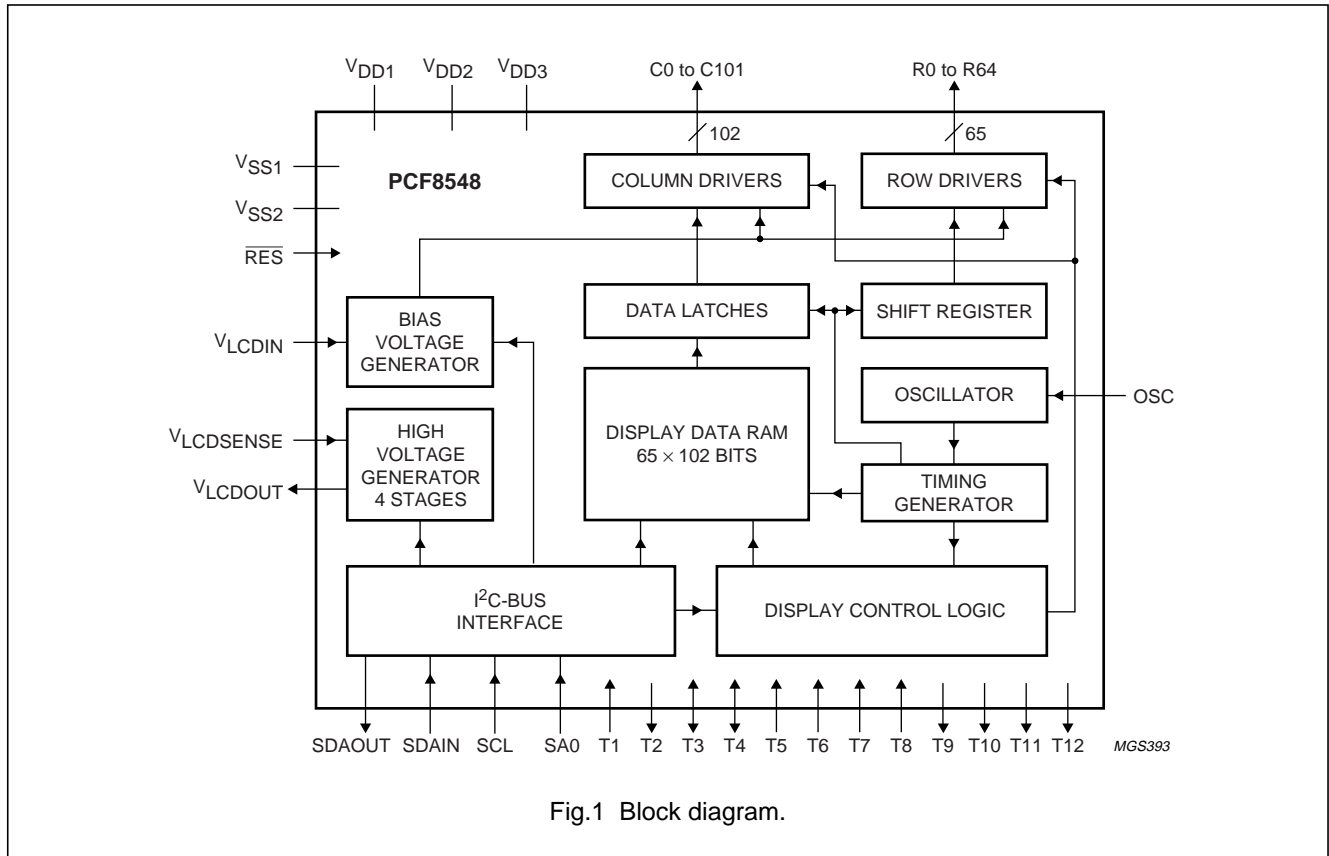 VDD1 VDD2 VDD3 C0 to C101 R0 to R64
102 65
VSS1
PCF8548
COLUMN DRIVERS
ROW DRIVERS
VSS2
RES
BIAS
VOLTAGE
GENERATOR
DATA LATCHES
SHIFT REGISTER
VLCDIN
OSCILLATOR
OSC
VLCDSENSE
HIGH
VOLTAGE
GENERATOR
4 STAGES
DISPLAY DATA RAM
65 × 102 BITS
VLCDOUT
TIMING
GENERATOR
I²C-BUS
INTERFACE
DISPLAY CONTROL LOGIC
SDAOUT SDAIN SCL SA0 T1 T2 T3 T4 T5 T6 T7 T8 T9 T10 T11 T12 MGS393
Fig.1 Block diagram.